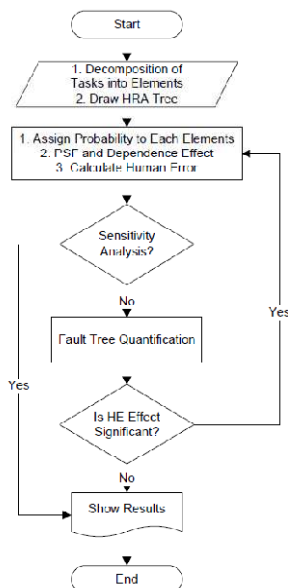 Start
1. Decomposition of
Tasks into Elements
2. Draw HRA Tree
1. Assign Probability to Each Elements
2. PSF and Dependence Effect
3. Calculate Human Error
Sensitivity
Analysis?
No
Yes
Fault Tree Quantification
Yes
Is HE Effect
Significant?
No
Show Results
End